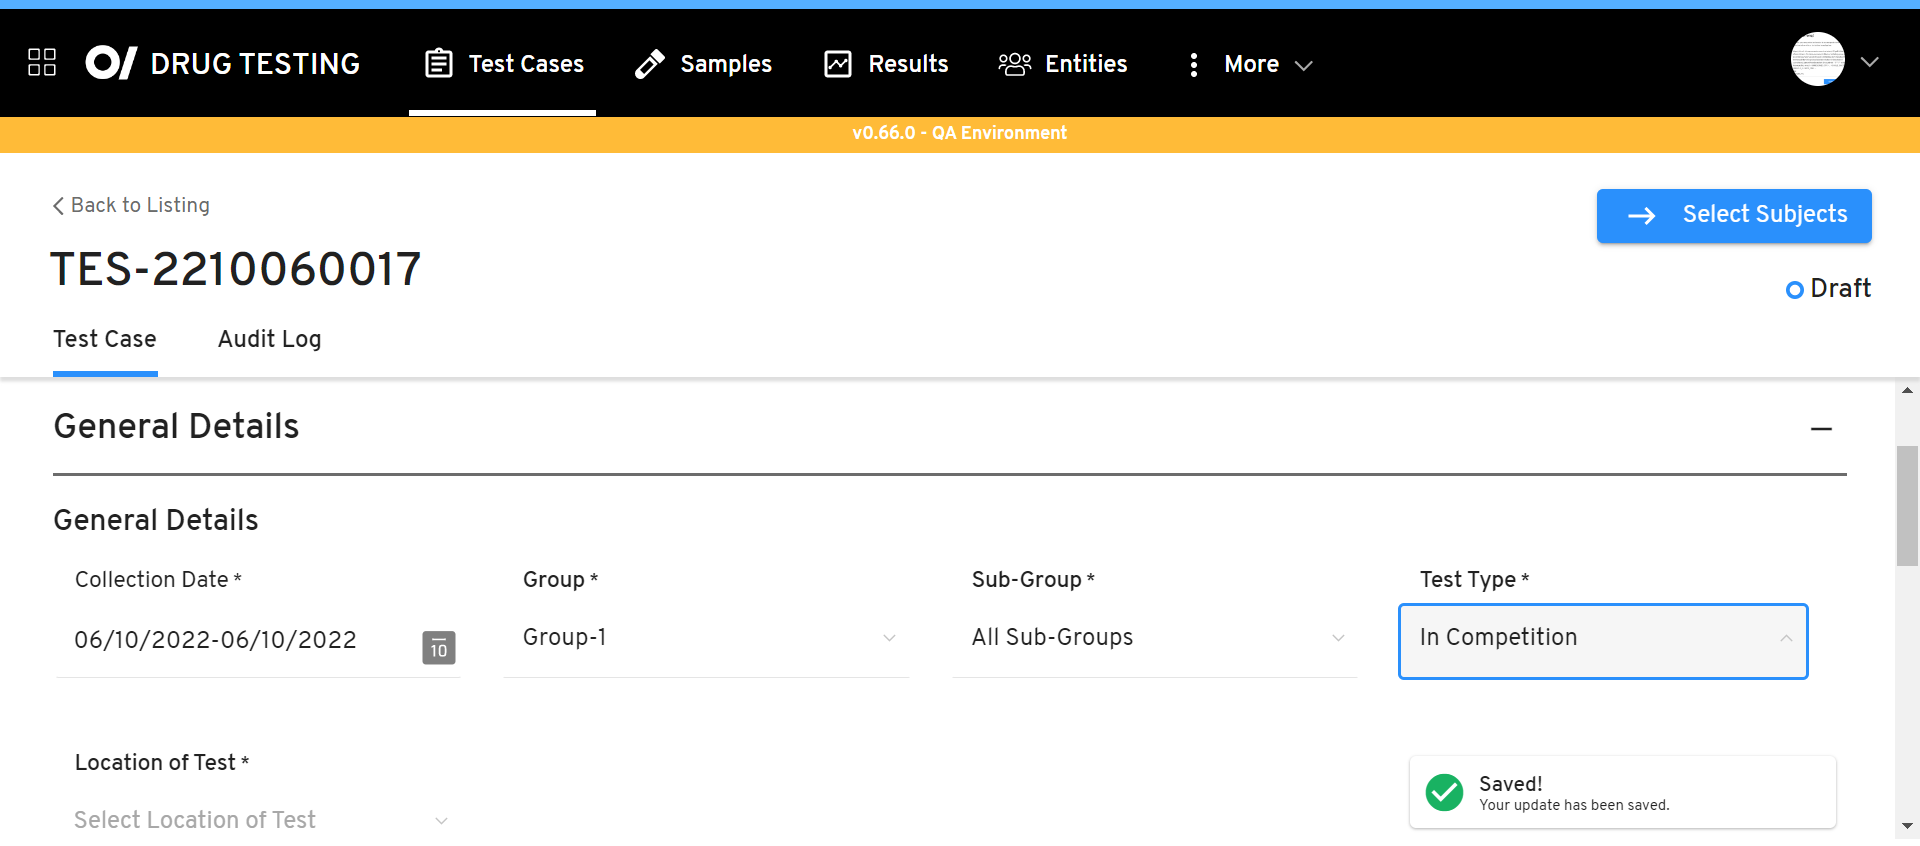 DRUG TESTING
Test Cases
Samples
Results
Entities
More
v0.66.0 - QA Environment
Back to Listing
Select Subjects
TES-2210060017
Draft
Test Case
Audit Log
General Details
General Details
Collection Date *
Group *
Sub-Group *
Test Type *
06/10/2022-06/10/2022
10
Group-1
All Sub-Groups
In Competition
Location of Test *
Select Location of Test
Saved!
Your update has been saved.